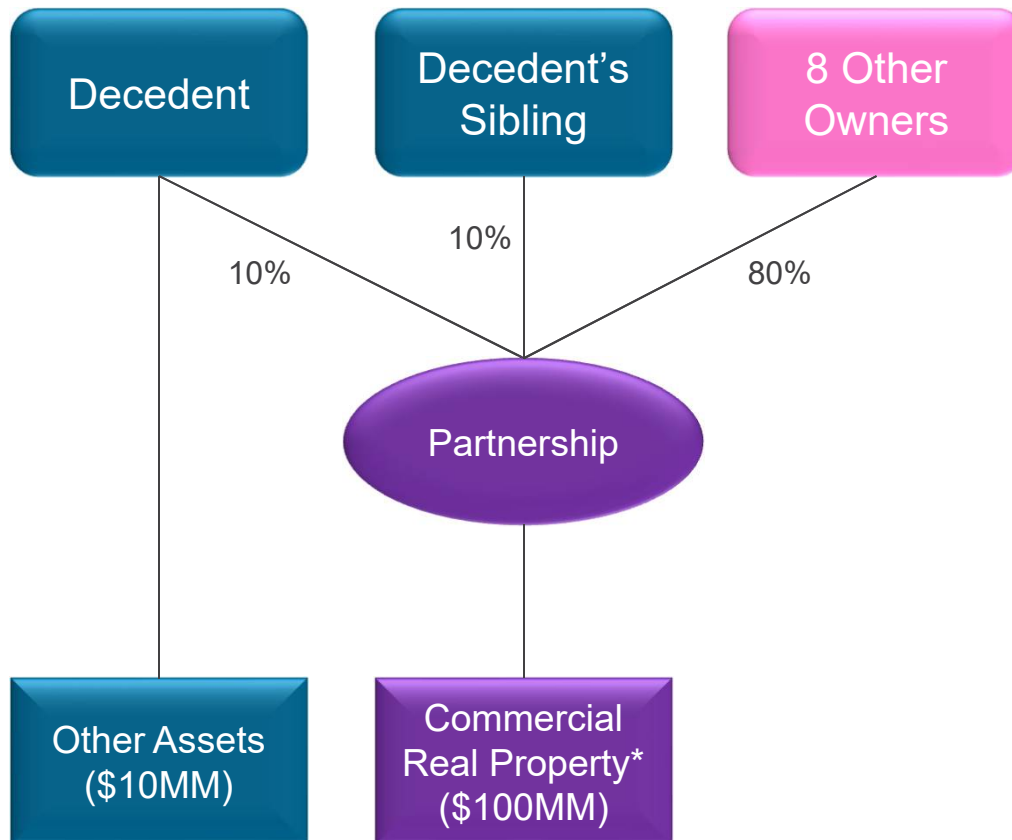 Decedent
Decedent’s
Sibling
8 Other
Owners
10%
10%
80%
Partnership
Other Assets
($10MM)
Commercial
Real Property*
($100MM)